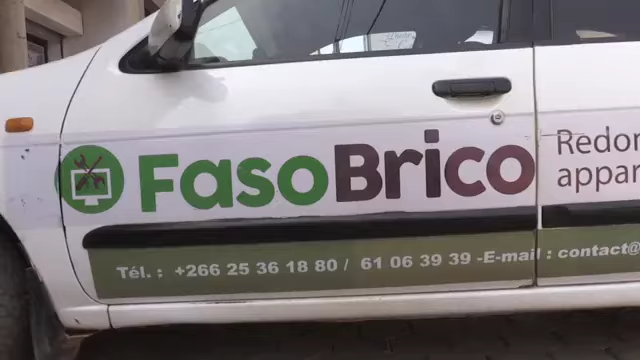 FasoBrico
Redon
appar
Tél. : +266 25 36 18 80 / 61 06 39 39 -E-mail : contact@